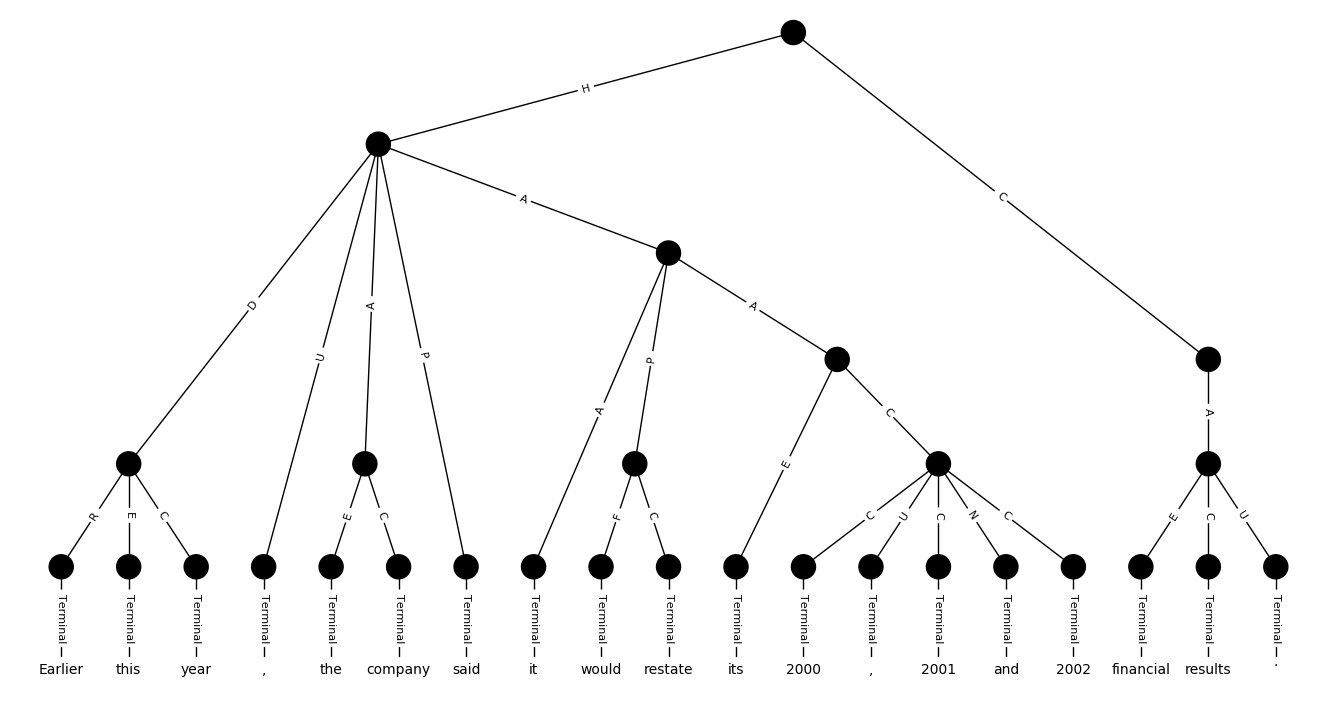 H
C
A
D
A
U
A
P
P
A
C
A
E
R
E
C
E
C
F
C
C
U
C
N
C
E
C
U
Terminal Terminal Terminal Terminal Terminal Terminal Terminal Terminal Terminal Terminal Terminal Terminal Terminal Terminal Terminal Terminal Terminal Terminal Terminal
Earlier this year , the company said it would restate its 2000 , 2001 and 2002 financial results .